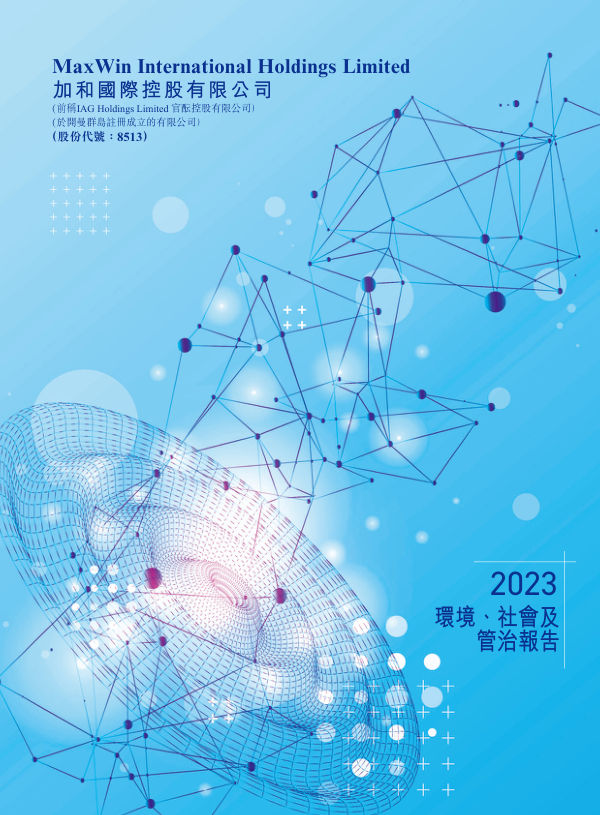 MaxWin International Holdings Limited
加和國際控股有限公司
(前稱IAG Holdings Limited 官酝控股有限公司)
(於開曼群島註冊成立的有限公司)
(股份代號：8513)
2023
環境、社會及
管治報告